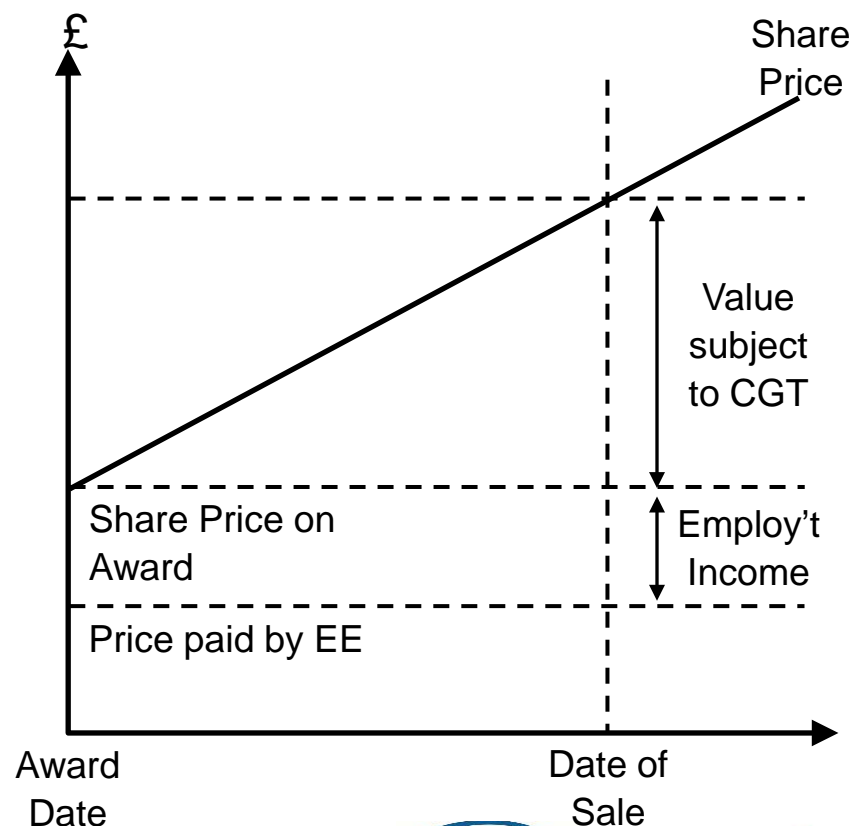 £
Share
Price
Value
subject
to CGT
Share Price on
Award
Employ't
Income
Price paid by EE
Award
Date
Date of
Sale